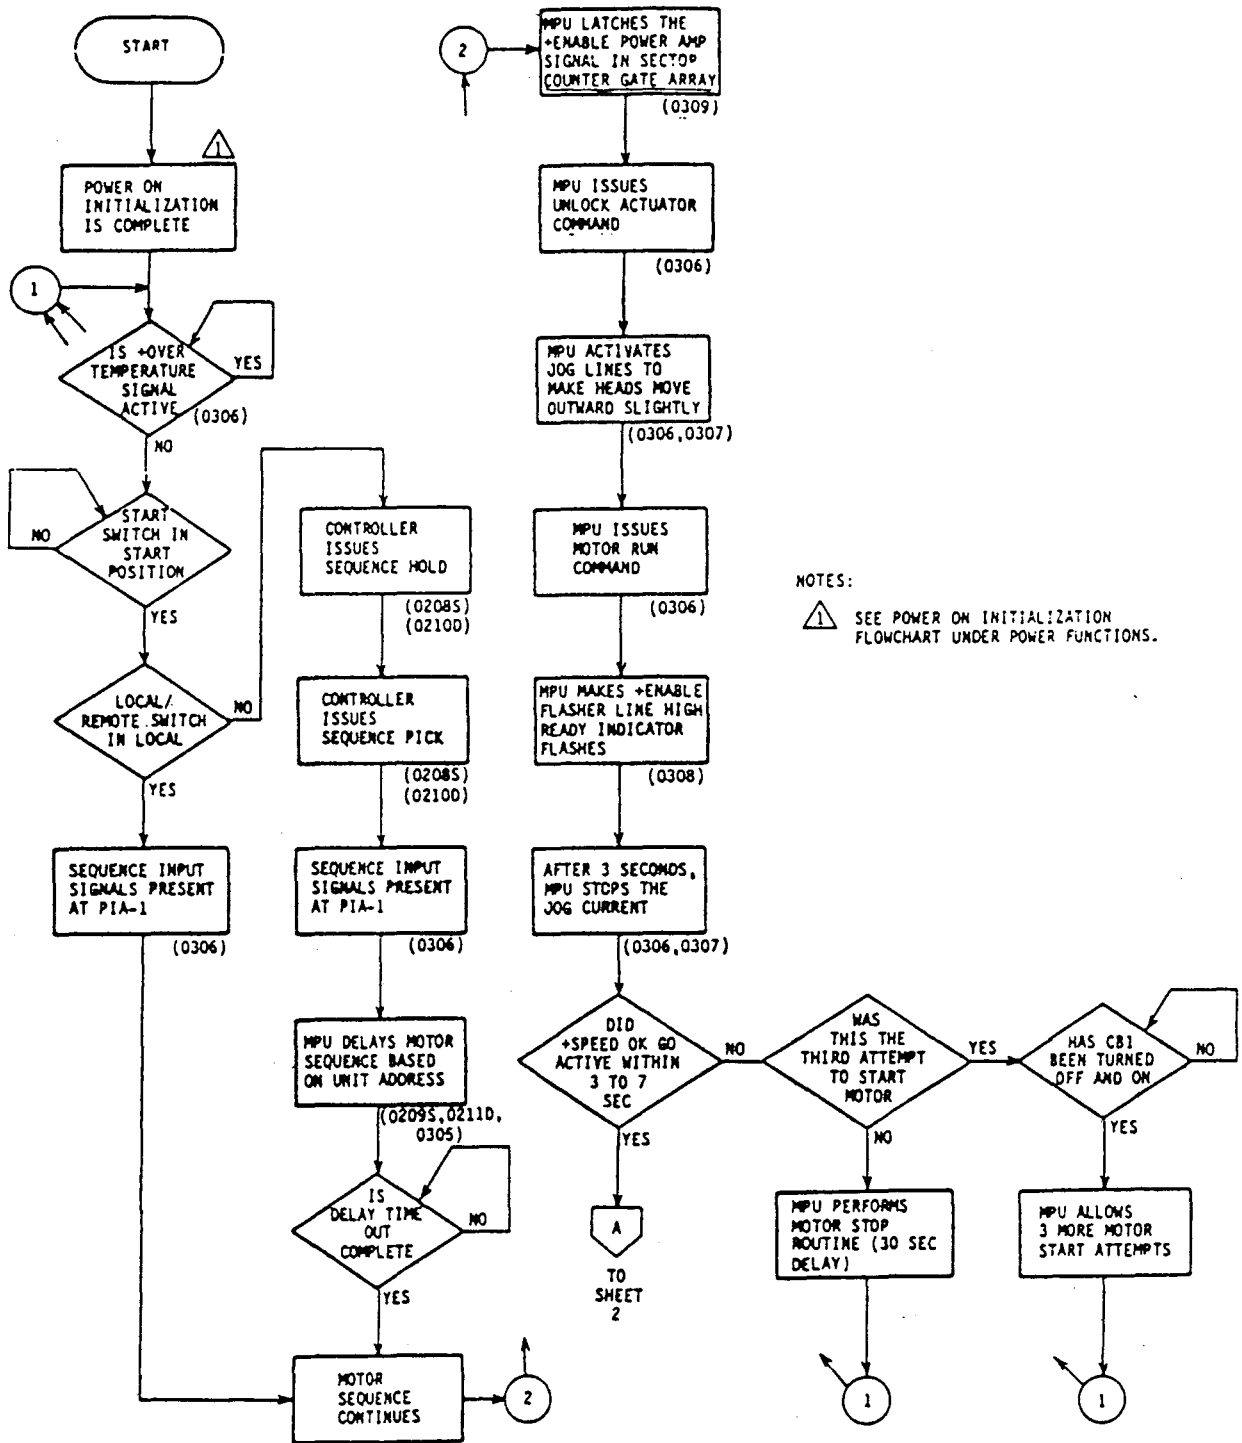 START
1
POWER ON
INITIALIZATION
IS COMPLETE
1
IS +OVER
TEMPERATURE
SIGNAL
ACTIVE
YES
(0306)
NO
START
SWITCH IN
START
POSITION
NO
YES
LOCAL/
REMOTE SWITCH
IN LOCAL
NO
YES
SEQUENCE INPUT
SIGNALS PRESENT
AT PIA-1
(0306)
CONTROLLER
ISSUES
SEQUENCE HOLD
(0208S)
(0210D)
CONTROLLER
ISSUES
SEQUENCE PICK
(0208S)
(0210D)
SEQUENCE INPUT
SIGNALS PRESENT
AT PIA-1
(0306)
MPU DELAYS MOTOR
SEQUENCE BASED
ON UNIT ADDRESS
(0209S,0211D,
0305)
IS
DELAY TIME
OUT
COMPLETE
NO
YES
MOTOR
SEQUENCE
CONTINUES
2
2
MPU LATCHES THE
+ENABLE POWER AMP
SIGNAL IN SECTOR
COUNTER GATE ARRAY
(0309)
MPU ISSUES
UNLOCK ACTUATOR
COMMAND
(0306)
MPU ACTIVATES
JOG LINES TO
MAKE HEADS MOVE
OUTWARD SLIGHTLY
(0306,0307)
MPU ISSUES
MOTOR RUN
COMMAND
(0306)
MPU MAKES +ENABLE
FLASHER LINE HIGH
READY INDICATOR
FLASHES
(0308)
AFTER 3 SECONDS,
MPU STOPS THE
JOG CURRENT
(0306,0307)
DID
+SPEED OK GO
ACTIVE WITHIN
3 TO 7
SEC
NO
YES
A
TO
SHEET
2
WAS
THIS THE
THIRD ATTEMPT
TO START
MOTOR
YES
NO
MPU PERFORMS
MOTOR STOP
ROUTINE (30 SEC
DELAY)
1
HAS CB1
BEEN TURNED
OFF AND ON
NO
YES
MPU ALLOWS
3 MORE MOTOR
START ATTEMPTS
1
NOTES:
1 SEE POWER ON INITIALIZATION
FLOWCHART UNDER POWER FUNCTIONS.